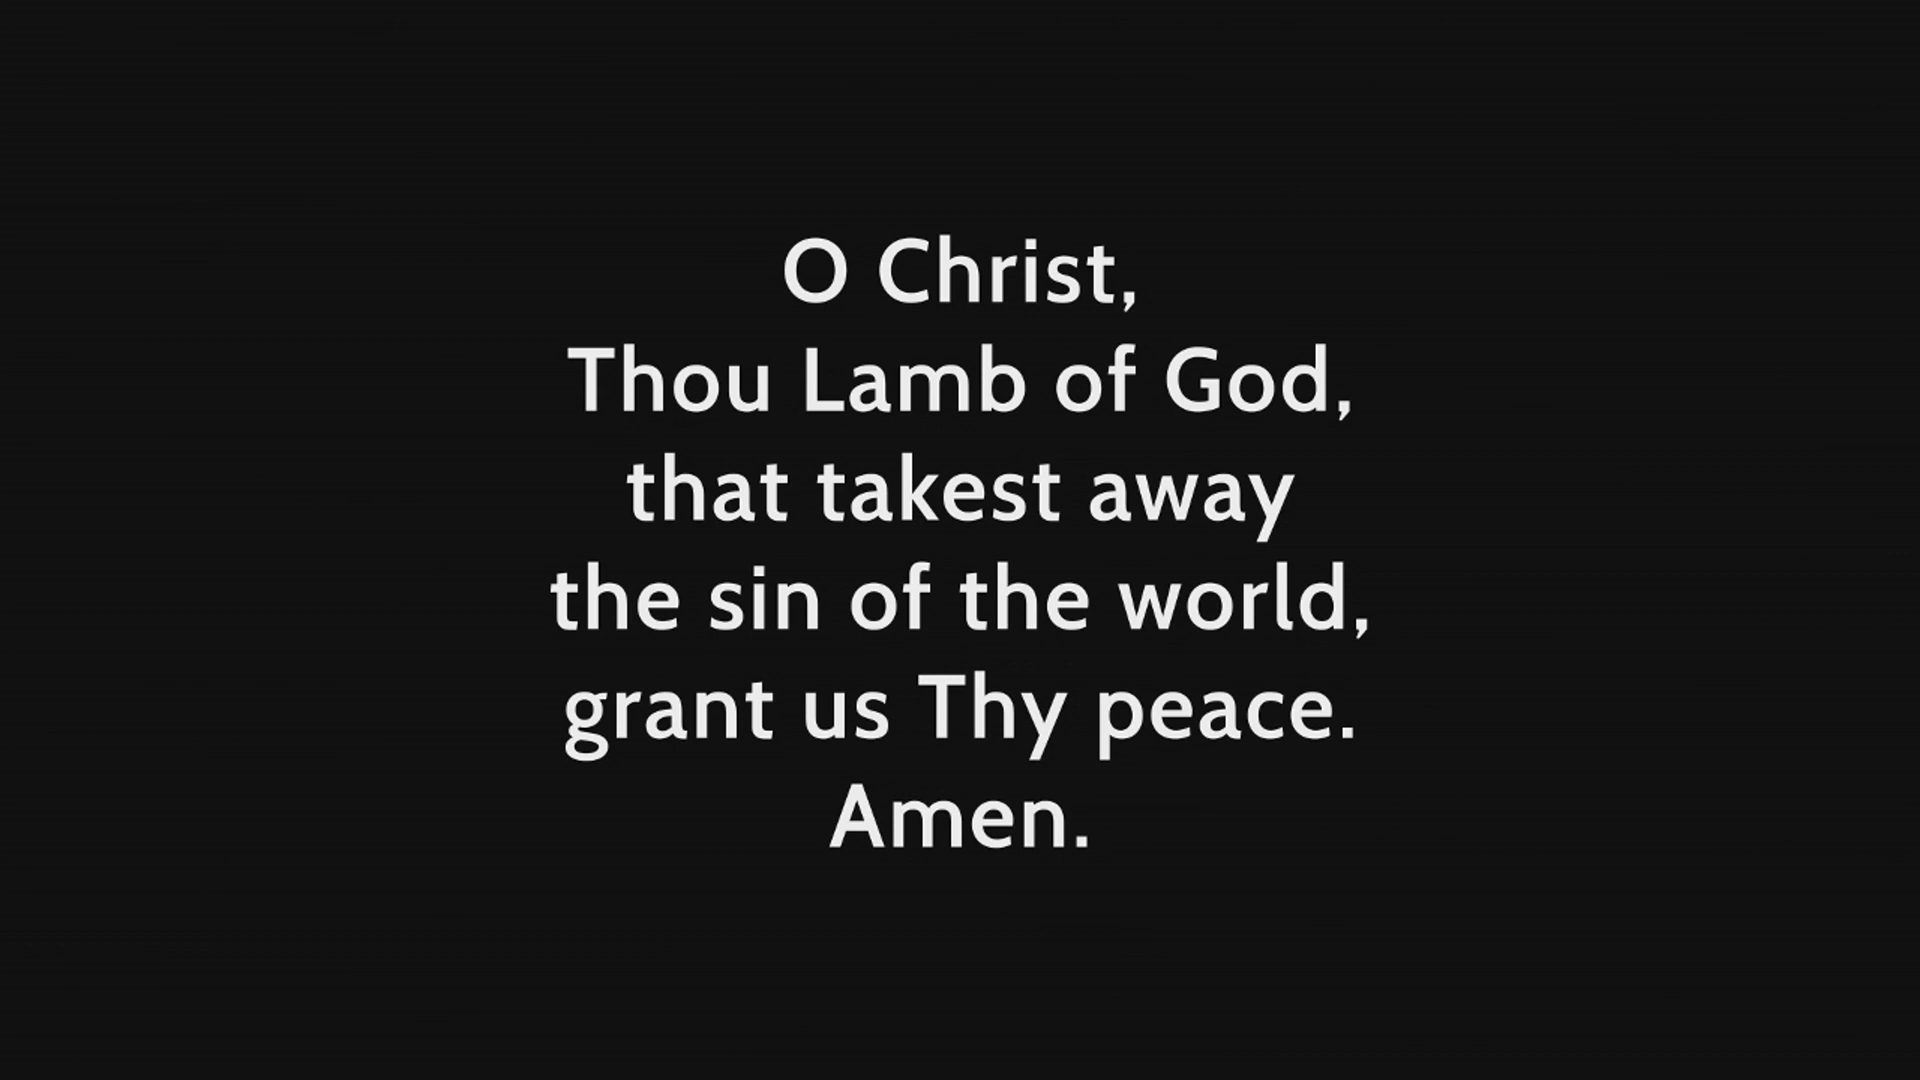 O Christ,
Thou Lamb of God,
that takest away
the sin of the world,
grant us Thy peace.
Amen.